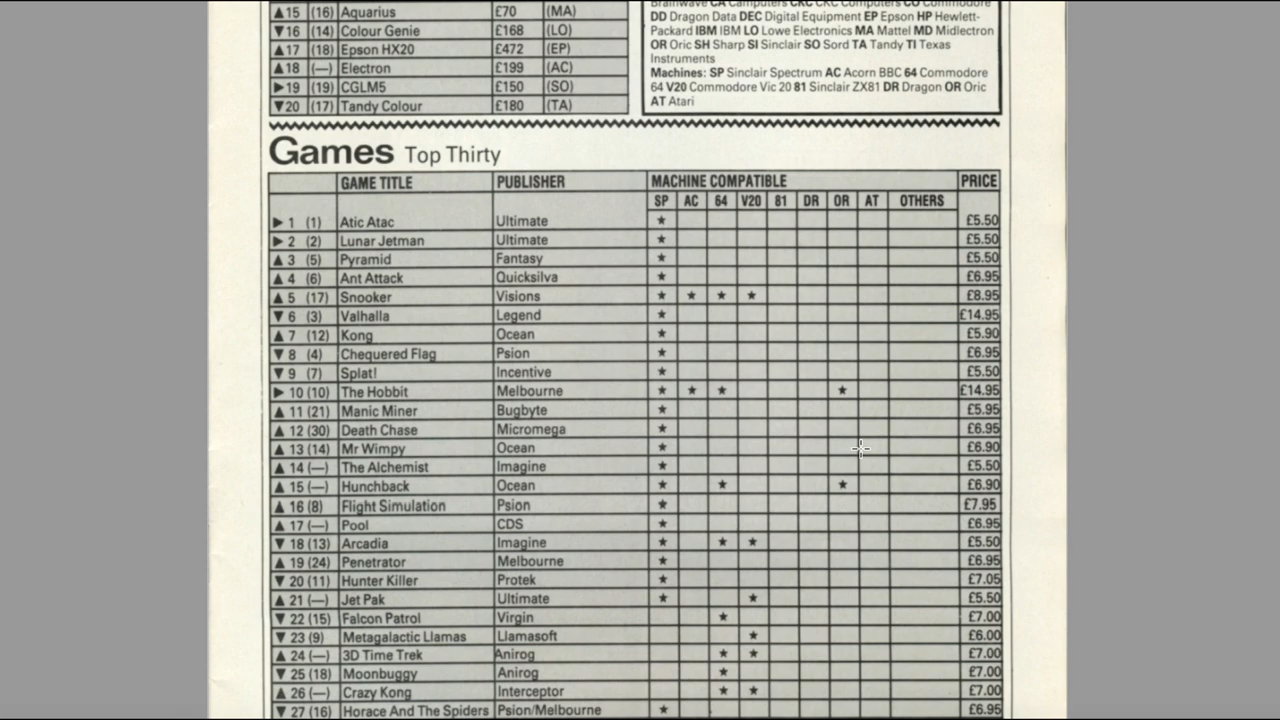 ▲15 (16) Aquarius £70 (MA)
▼16 (14) Colour Genie £168 (LO)
▲17 (18) Epson HX20 £472 (EP)
▲18 (—) Electron £199 (AC)
►19 (19) CGLM5 £150 (SO)
▼20 (17) Tandy Colour £180 (TA)
Brainwave CA Camputers CRC CRC Computers CO Commodore
DD Dragon Data DEC Digital Equipment EP Epson HP Hewlett-
Packard IBM IBM LO Lowe Electronics MA Mattel MD Midlectron
OR Oric SH Sharp SI Sinclair SO Sord TA Tandy TI Texas
Instruments
Machines: SP Sinclair Spectrum AC Acorn BBC 64 Commodore
64 V20 Commodore Vic 20 81 Sinclair ZX81 DR Dragon OR Oric
AT Atari
Games Top Thirty
GAME TITLE PUBLISHER MACHINE COMPATIBLE PRICE
SP AC 64 V20 81 DR OR AT OTHERS
► 1 (1) Atic Atac Ultimate ★ £5.50
► 2 (2) Lunar Jetman Ultimate ★ £5.50
▲ 3 (5) Pyramid Fantasy ★ £5.50
▲ 4 (6) Ant Attack Quicksilva ★ £6.95
▲ 5 (17) Snooker Visions ★ ★ ★ ★ £8.95
▼ 6 (3) Valhalla Legend ★ £14.95
▲ 7 (12) Kong Ocean ★ £5.90
▼ 8 (4) Chequered Flag Psion ★ £6.95
▼ 9 (7) Splat! Incentive ★ £5.50
► 10 (10) The Hobbit Melbourne ★ ★ ★ ★ £14.95
▲ 11 (21) Manic Miner Bugbyte ★ £5.95
▲ 12 (30) Death Chase Micromega ★ £6.95
▲ 13 (14) Mr Wimpy Ocean ★ £6.90
▲ 14 (—) The Alchemist Imagine ★ £5.50
▲ 15 (—) Hunchback Ocean ★ ★ ★ £6.90
▲ 16 (8) Flight Simulation Psion ★ £7.95
▲ 17 (—) Pool CDS ★ £6.95
▼ 18 (13) Arcadia Imagine ★ ★ ★ £5.50
▲ 19 (24) Penetrator Melbourne ★ £6.95
▼ 20 (11) Hunter Killer Protek ★ £7.05
▲ 21 (—) Jet Pak Ultimate ★ ★ £5.50
▼ 22 (15) Falcon Patrol Virgin ★ £7.00
▼ 23 (9) Metagalactic Llamas Llamasoft ★ £6.00
▲ 24 (—) 3D Time Trek Anirog ★ ★ £7.00
▼ 25 (18) Moonbuggy Anirog ★ £7.00
▲ 26 (—) Crazy Kong Interceptor ★ ★ £7.00
▼ 27 (16) Horace And The Spiders Psion/Melbourne ★ £6.95